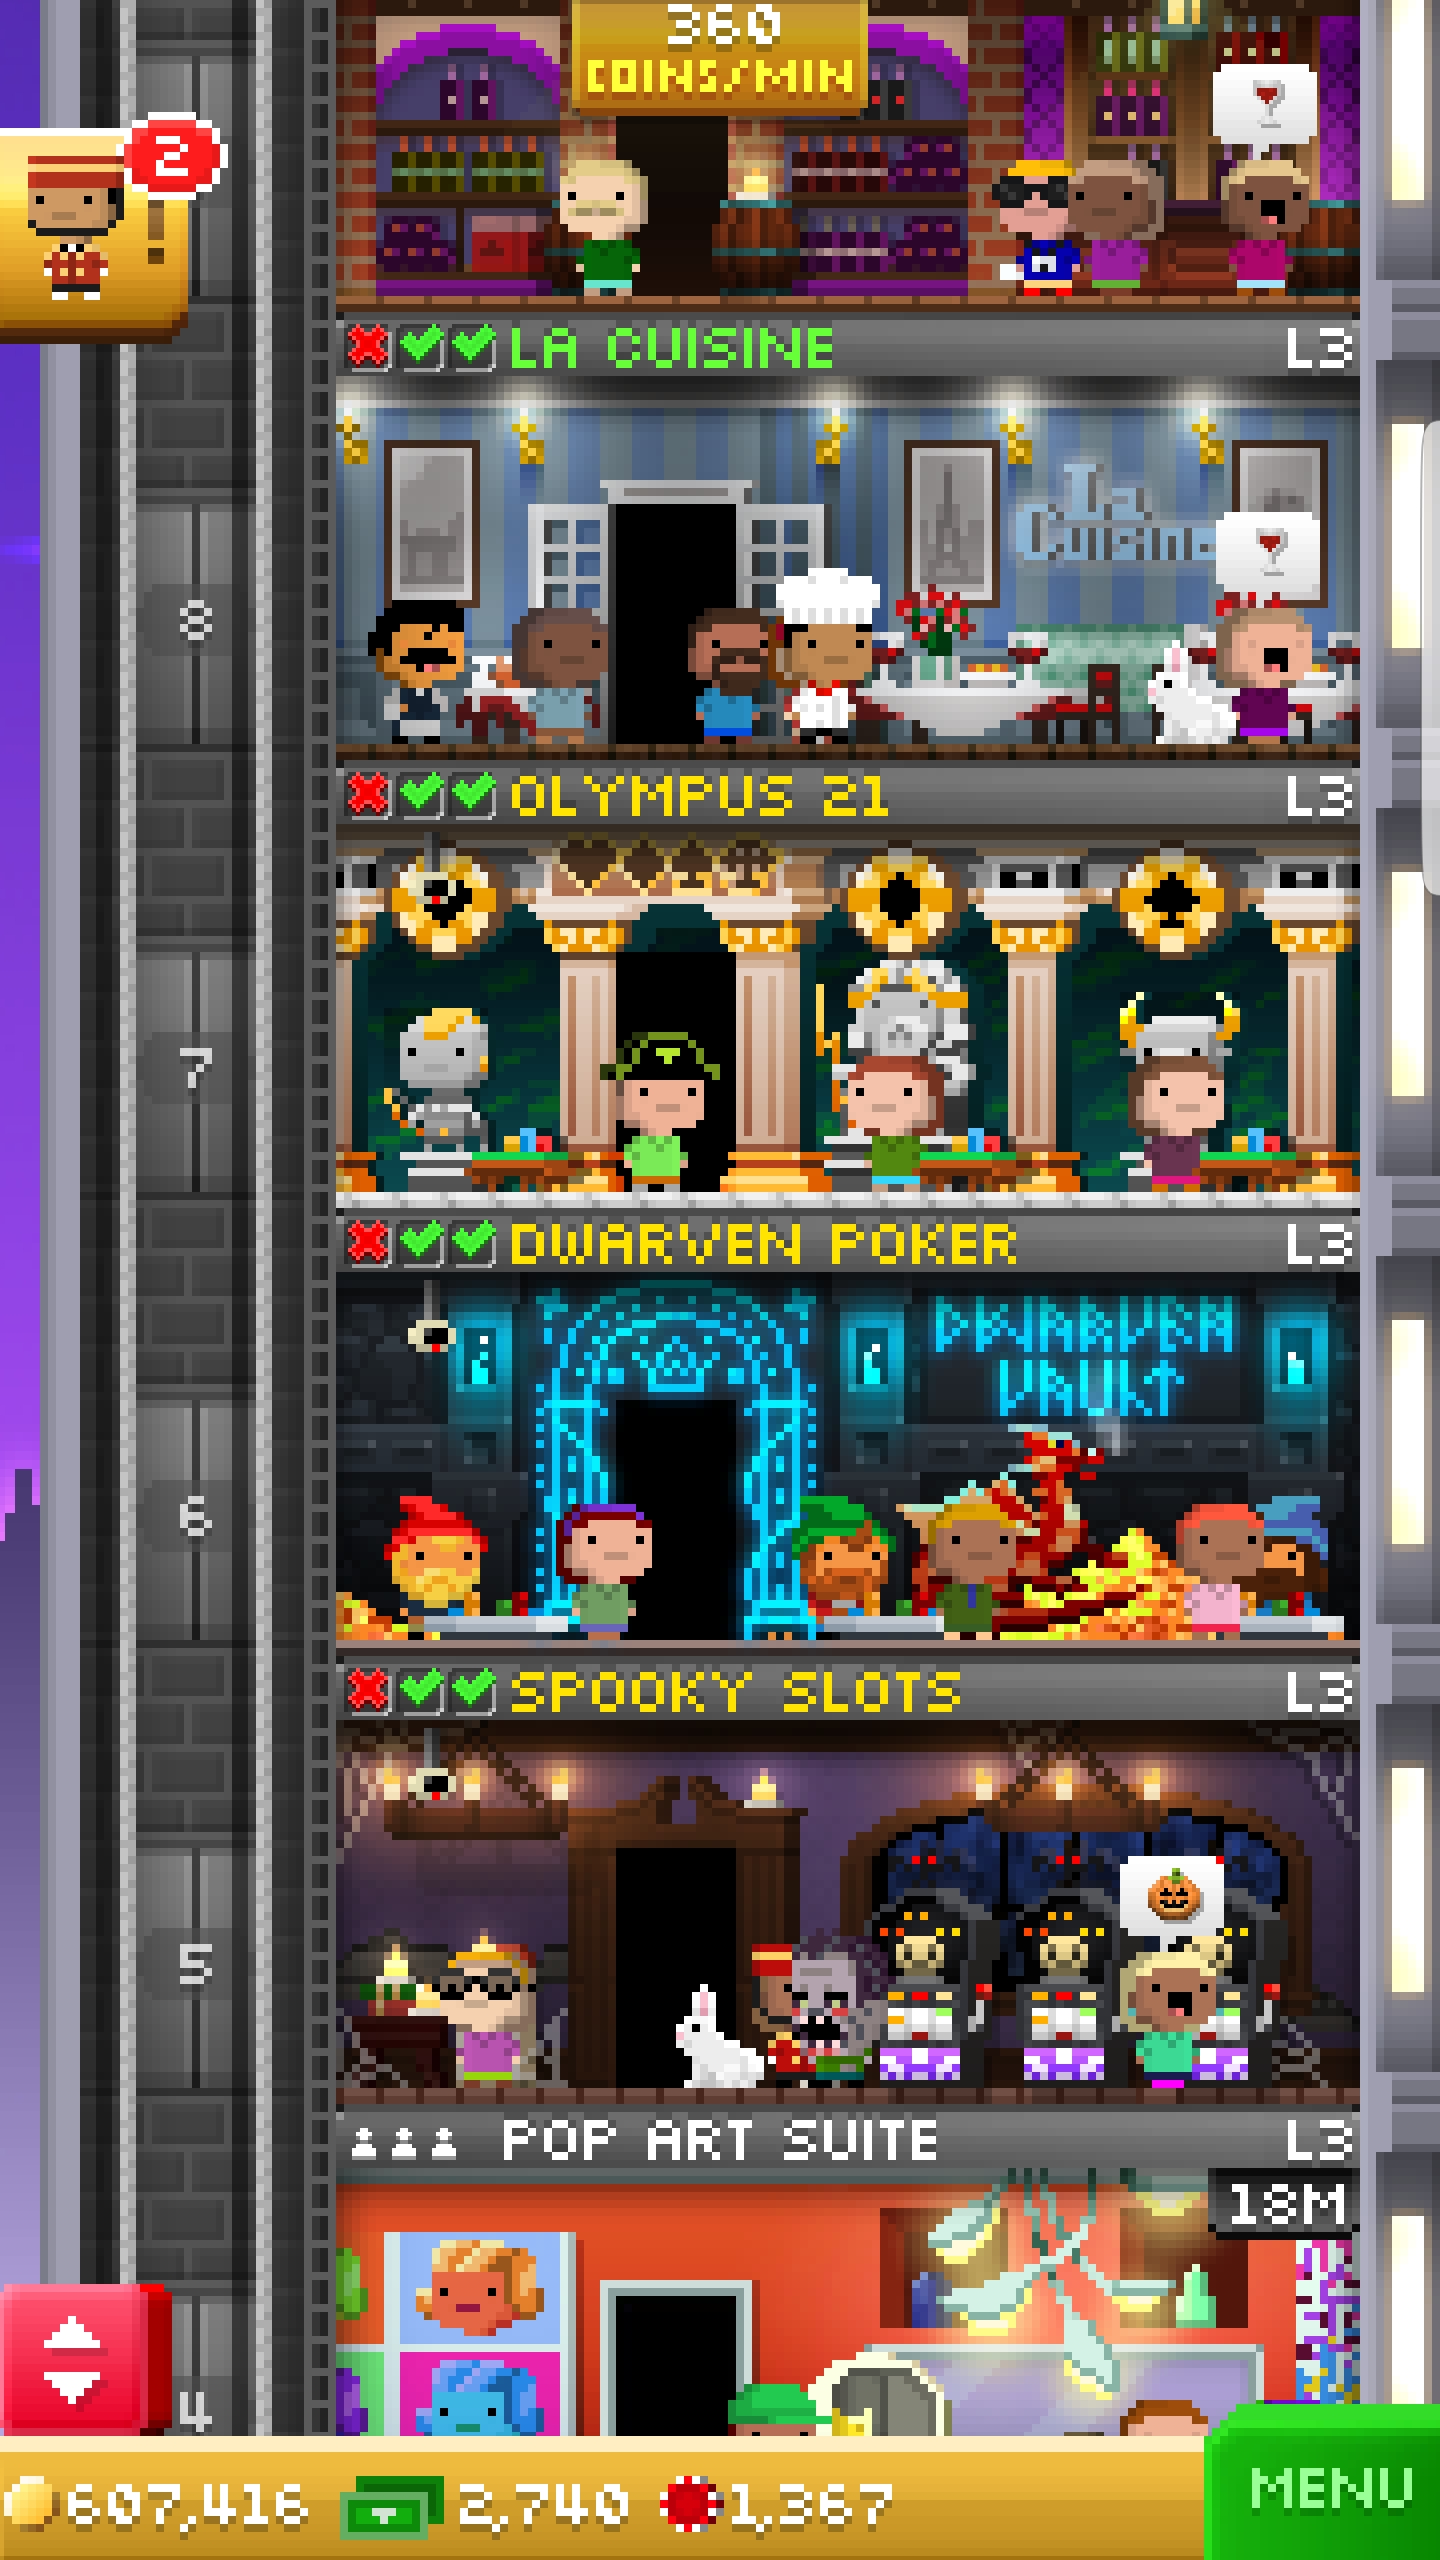 360
COINS/MIN
2
LA CUISINE L3
La
Cuisine
8
OLYMPUS 21 L3
7
DWARVEN POKER L3
DWARVEN
VAULT
6
SPOOKY SLOTS L3
5
POP ART SUITE L3
18M
4
607,416 2,740 1,367 MENU